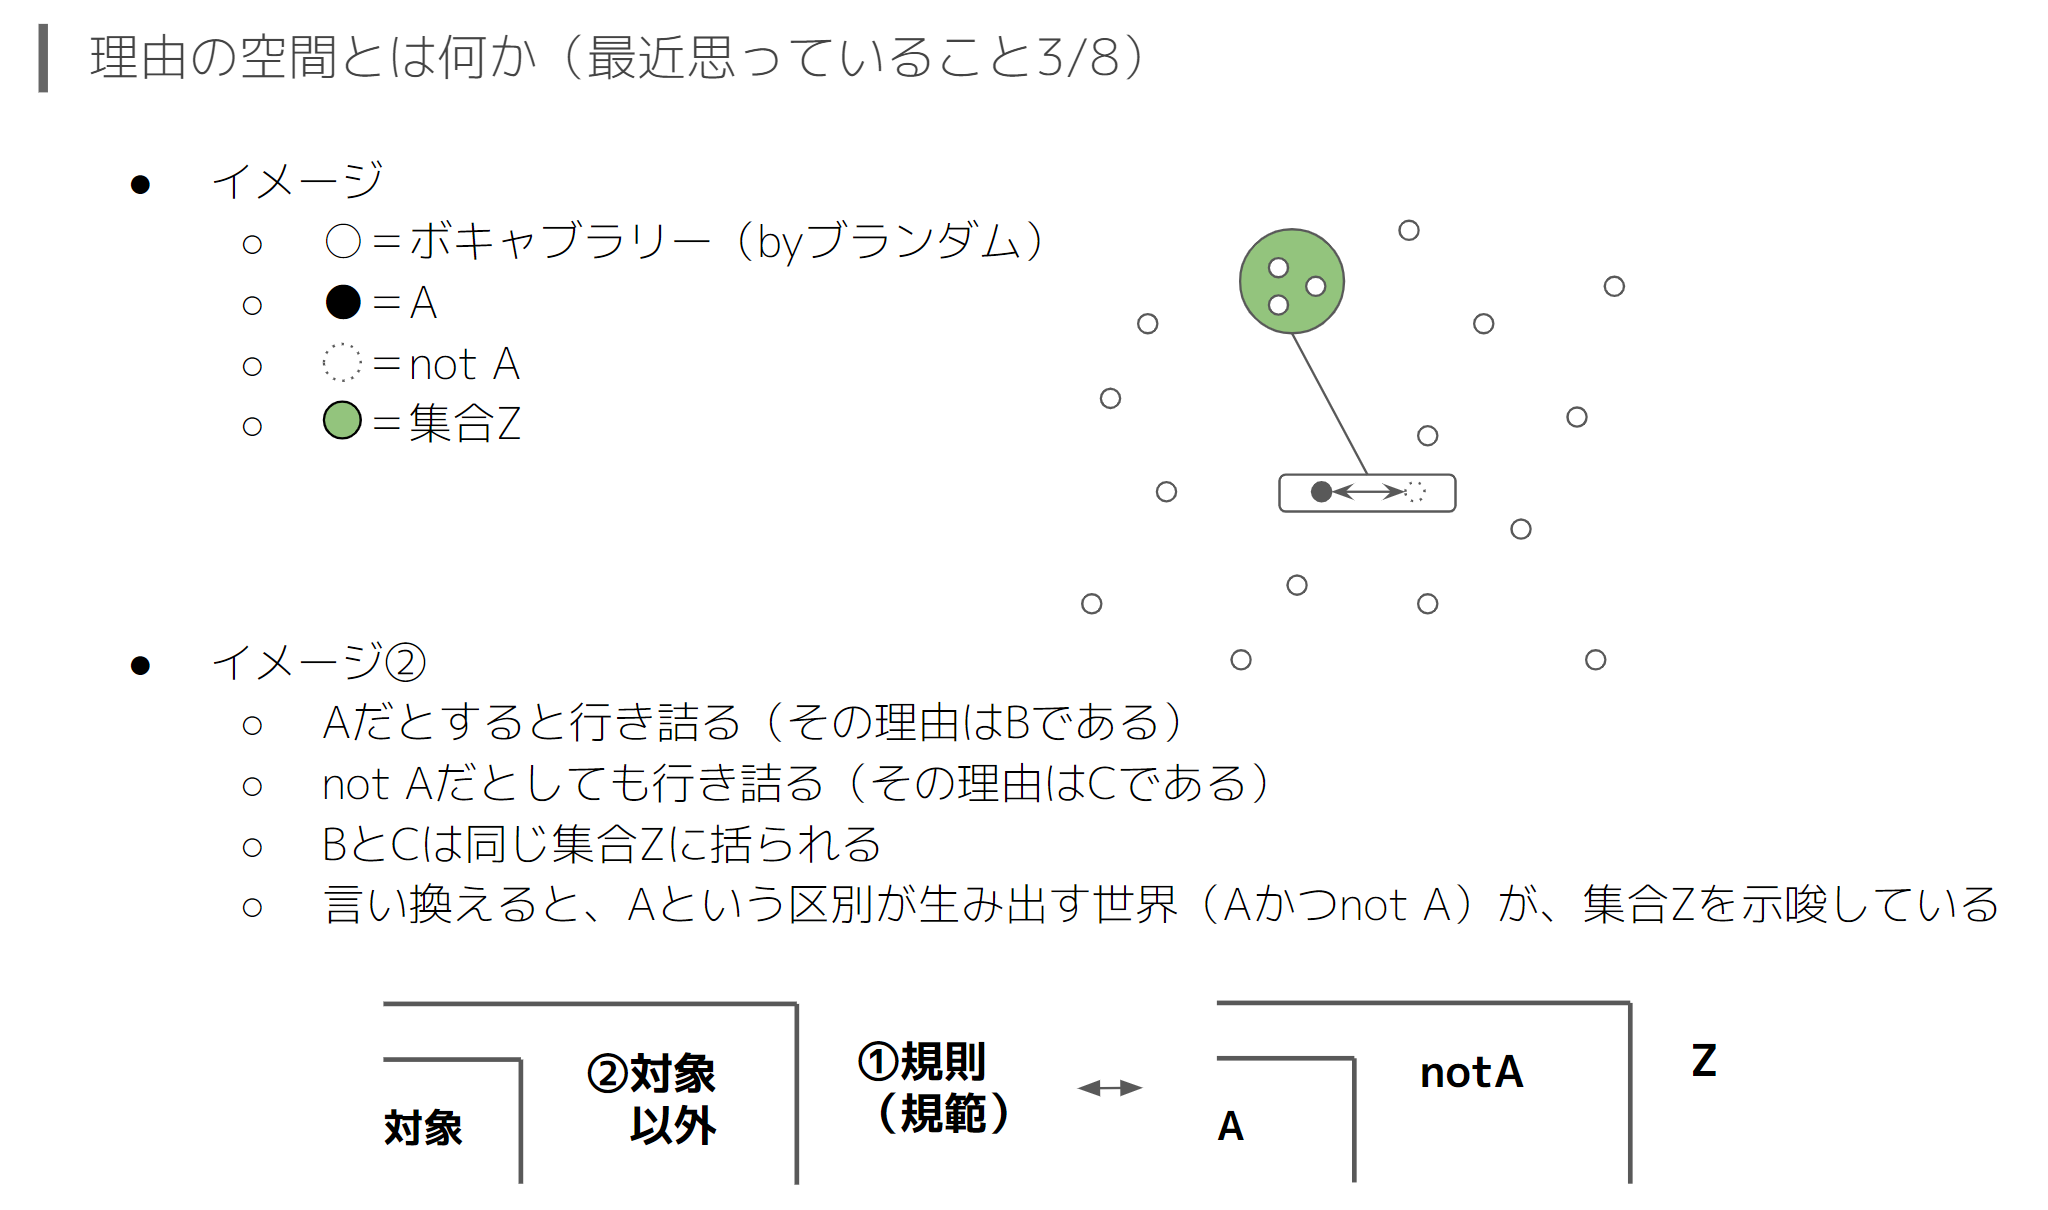 理由の空間とは何か（最近思っていること3/8）
● イメージ
○ ○＝ボキャブラリー（byブランダム）
○ ●＝A
○ ＝not A
○ ＝集合Z
● イメージ②
○ Aだとすると行き詰る（その理由はBである）
○ not Aだとしても行き詰る（その理由はCである）
○ BとCは同じ集合Zに括られる
○ 言い換えると、Aという区別が生み出す世界（Aかつnot A）が、集合Zを示唆している
対象
②対象
以外
①規則
（規範）
A
notA
Z